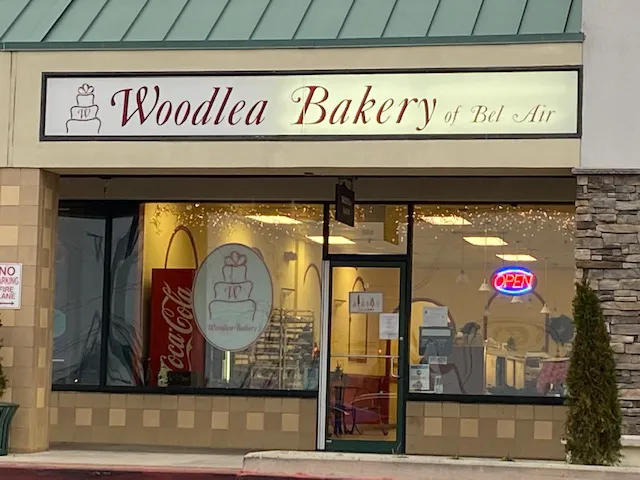 W
Woodlea Bakery of Bel Air
NO
PARKING
FIRE
LANE
Coca-Cola
W
Woodlea Bakery
OPEN